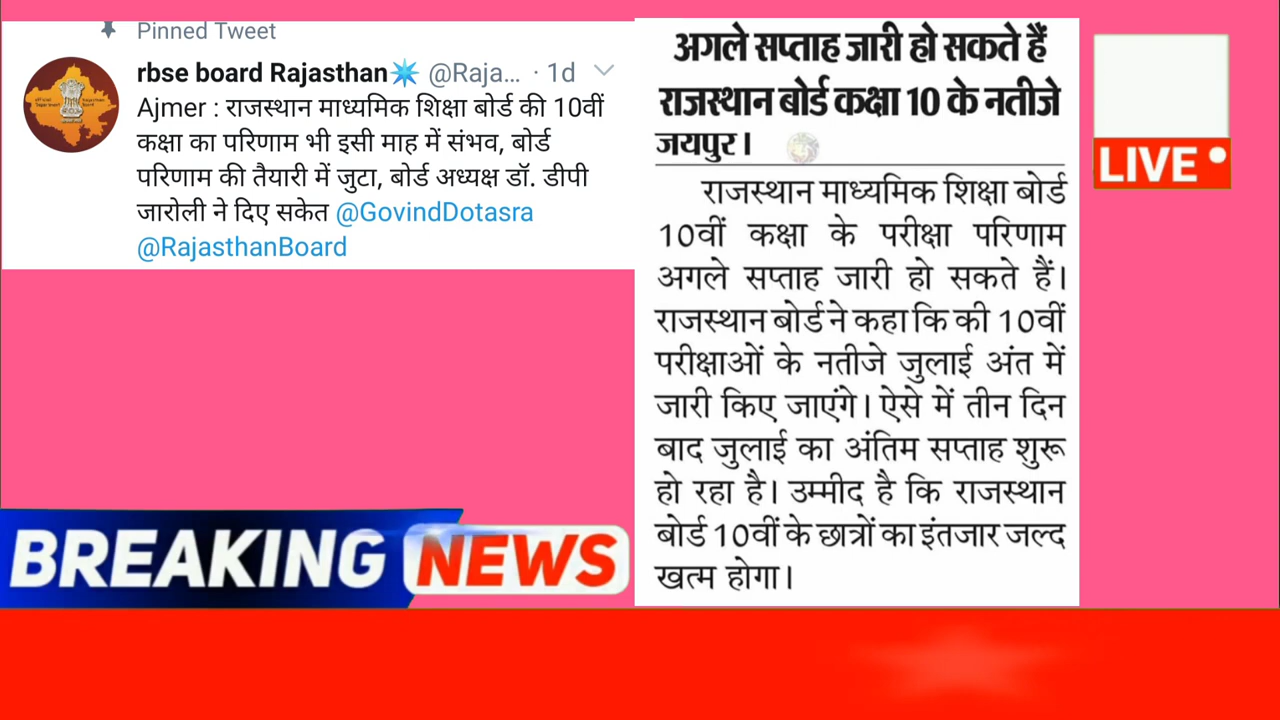 Pinned Tweet
rbse board Rajasthan @Raja... · 1d
Ajmer : राजस्थान माध्यमिक शिक्षा बोर्ड की 10वीं
कक्षा का परिणाम भी इसी माह में संभव, बोर्ड
परिणाम की तैयारी में जुटा, बोर्ड अध्यक्ष डॉ. डीपी
जारोली ने दिए सकेत @GovindDotasra
@RajasthanBoard
अगले सप्ताह जारी हो सकते हैं
राजस्थान बोर्ड कक्षा 10 के नतीजे
जयपुर।
राजस्थान माध्यमिक शिक्षा बोर्ड
10वीं कक्षा के परीक्षा परिणाम
अगले सप्ताह जारी हो सकते हैं।
राजस्थान बोर्ड ने कहा कि की 10वीं
परीक्षाओं के नतीजे जुलाई अंत में
जारी किए जाएंगे। ऐसे में तीन दिन
बाद जुलाई का अंतिम सप्ताह शुरू
हो रहा है। उम्मीद है कि राजस्थान
बोर्ड 10वीं के छात्रों का इंतजार जल्द
खत्म होगा।
LIVE
BREAKING NEWS